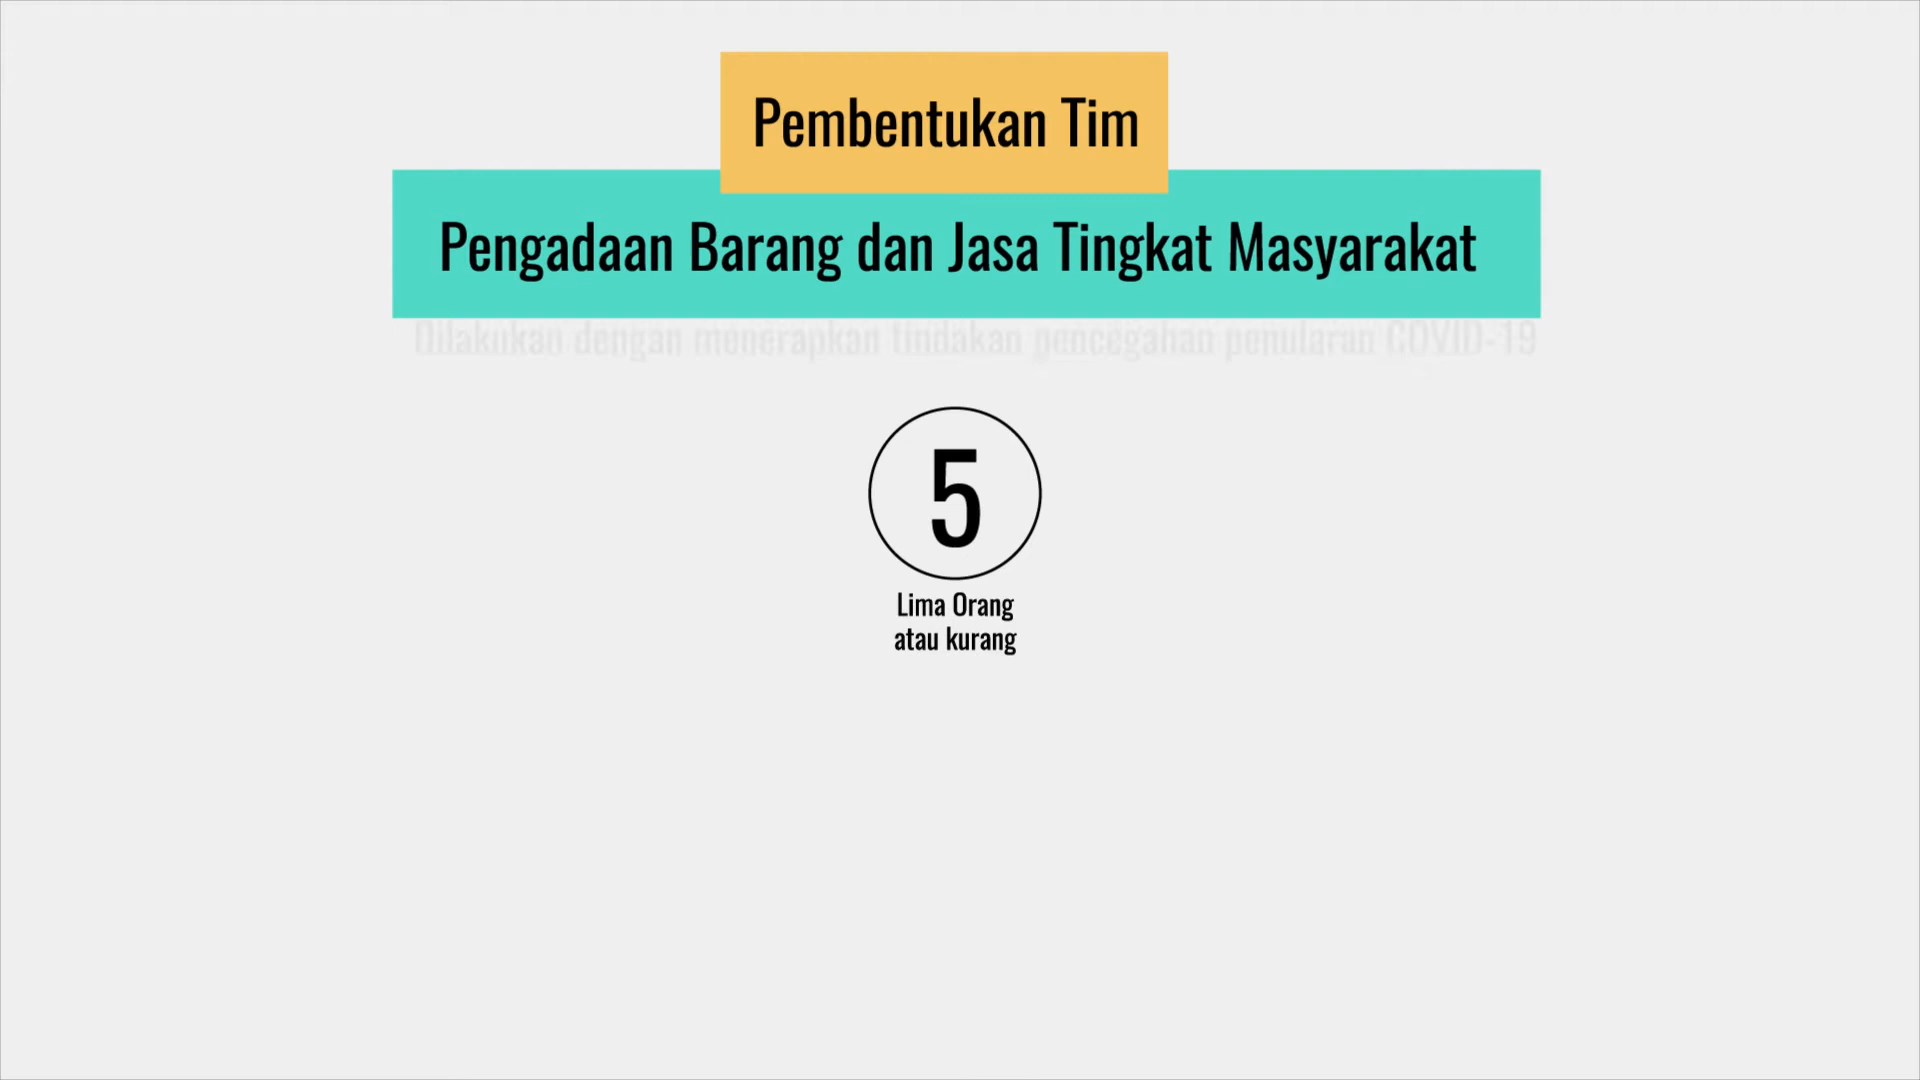 Pembentukan Tim
Pengadaan Barang dan Jasa Tingkat Masyarakat
Dilakukan dengan menerapkan tindakan pencegahan penularan COVID-19
5
Lima Orang
atau kurang